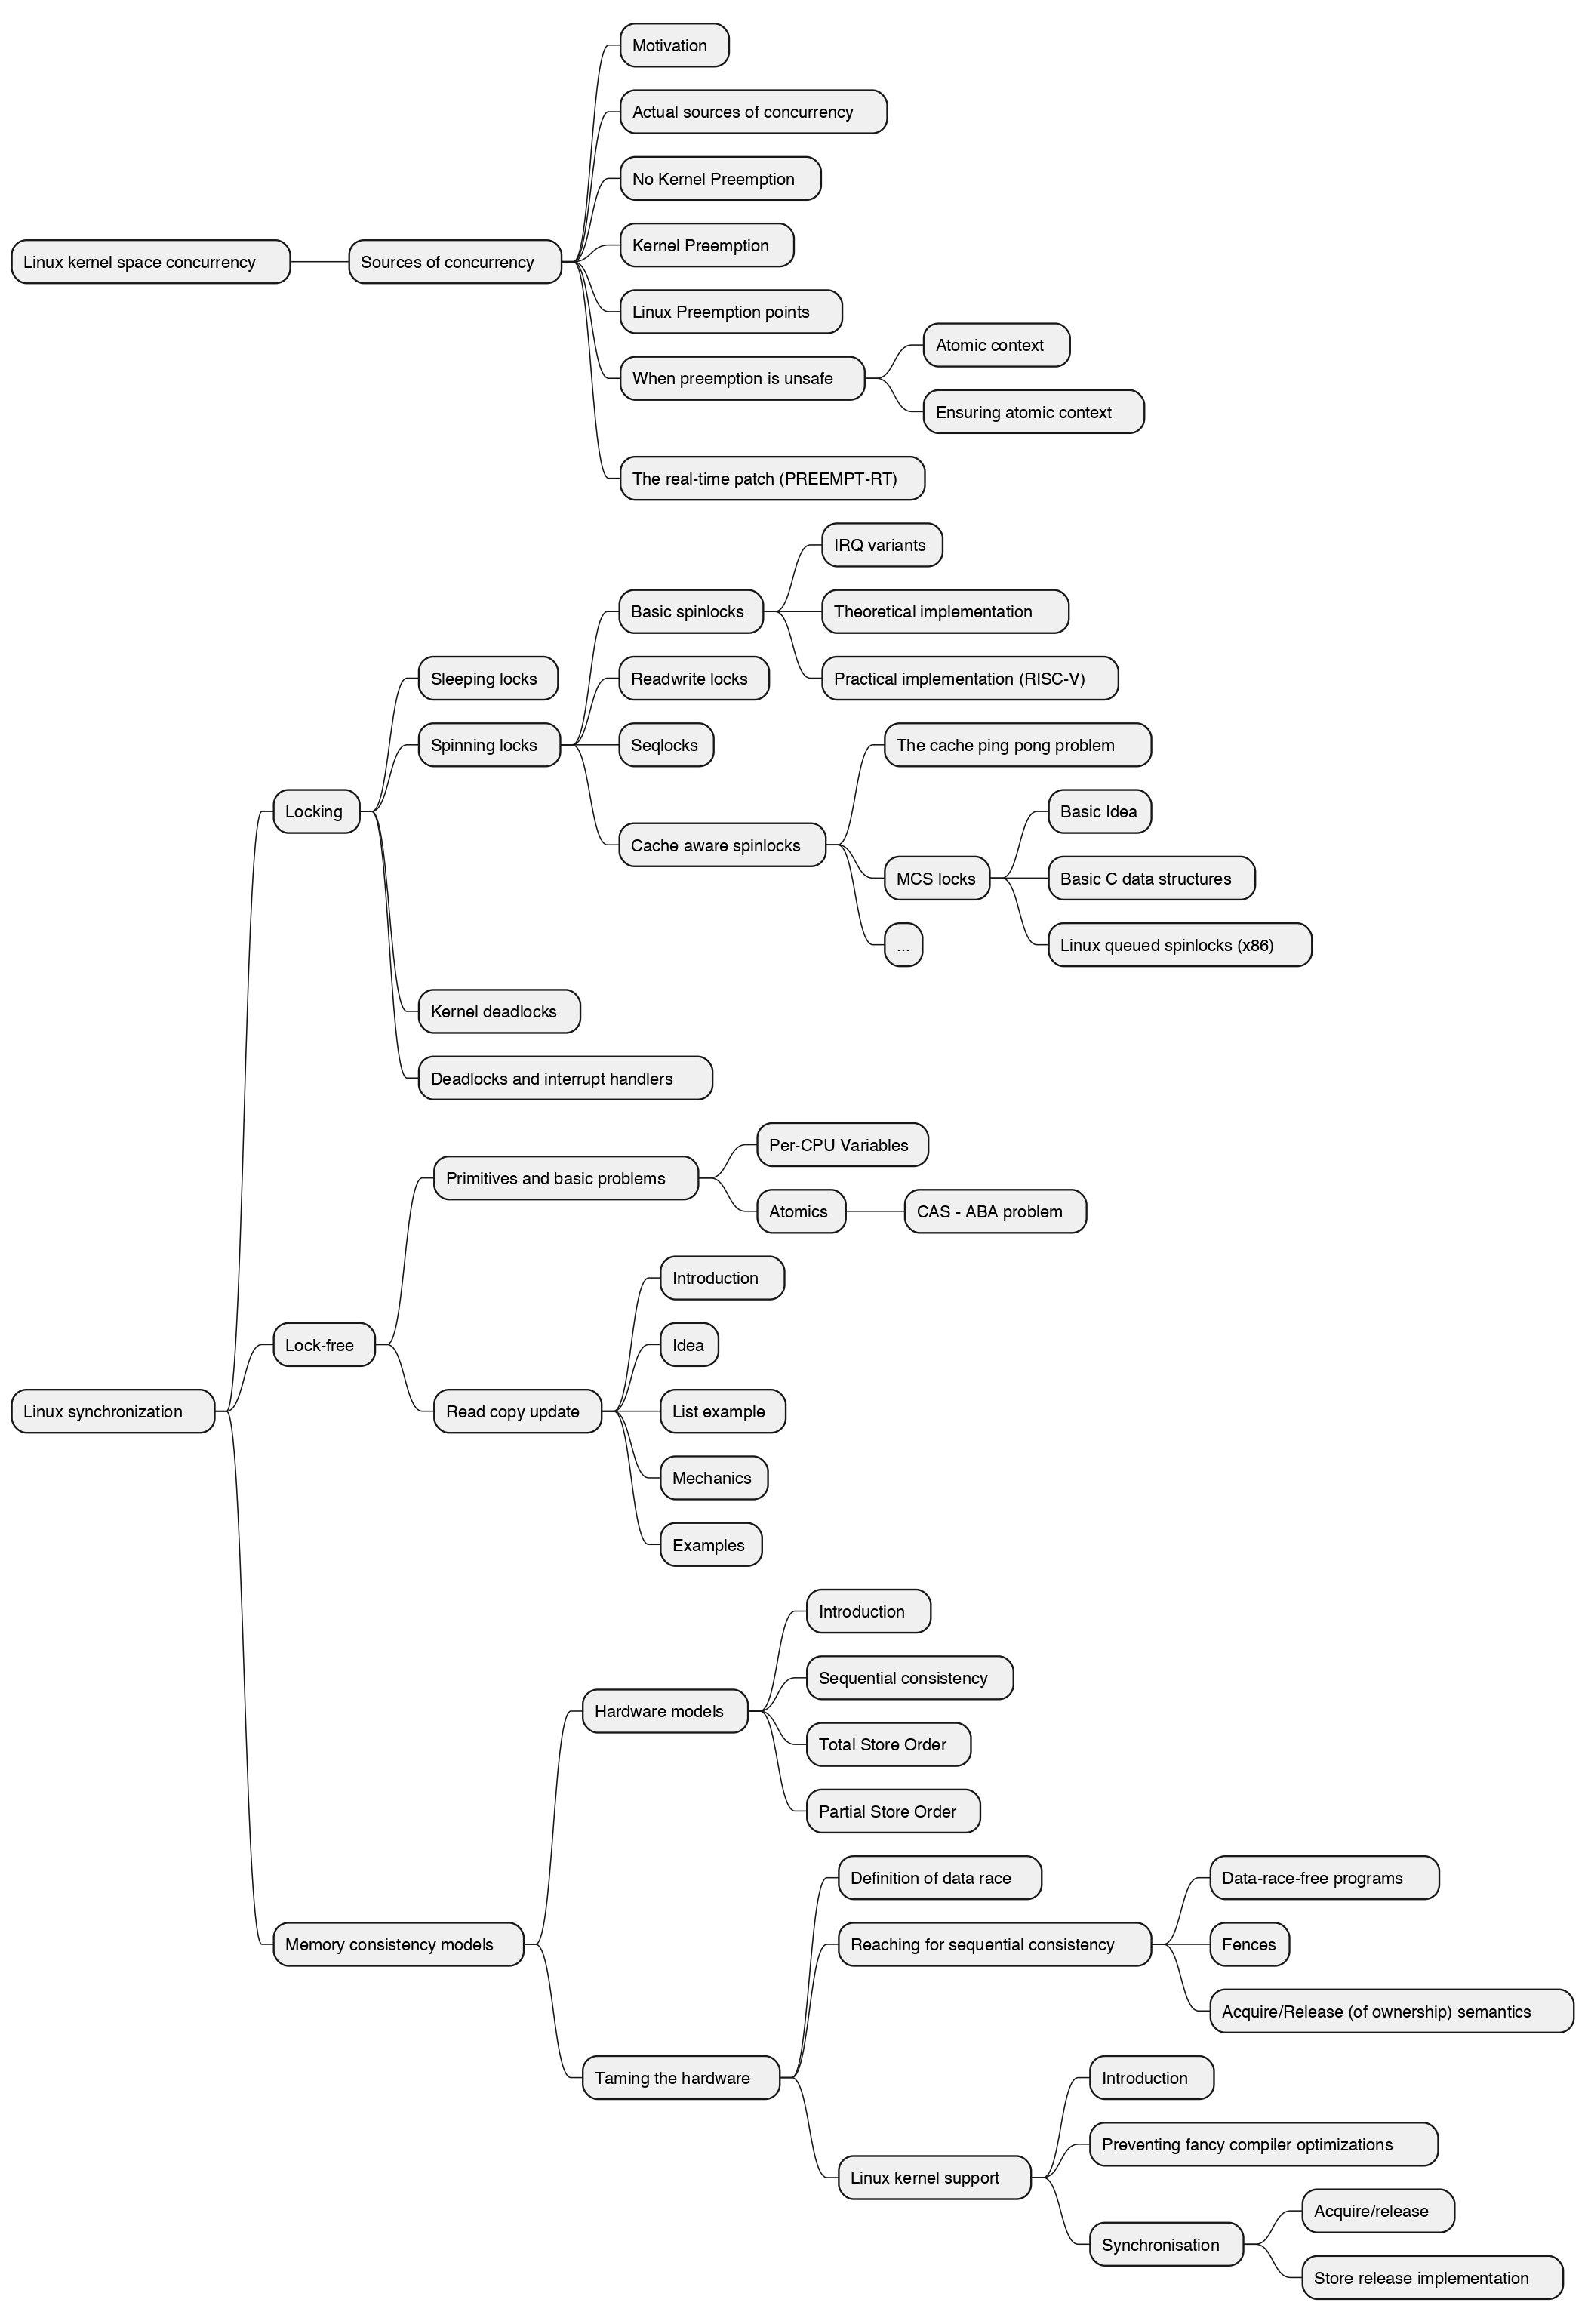 Motivation
Actual sources of concurrency
No Kernel Preemption
Kernel Preemption
Linux kernel space concurrency
Sources of concurrency
Linux Preemption points
Atomic context
When preemption is unsafe
Ensuring atomic context
The real-time patch (PREEMPT-RT)
IRQ variants
Basic spinlocks
Theoretical implementation
Sleeping locks
Readwrite locks
Practical implementation (RISC-V)
Spinning locks
Seqlocks
The cache ping pong problem
Locking
Basic Idea
Cache aware spinlocks
MCS locks
Basic C data structures
...
Linux queued spinlocks (x86)
Kernel deadlocks
Deadlocks and interrupt handlers
Per-CPU Variables
Primitives and basic problems
Atomics
CAS - ABA problem
Introduction
Lock-free
Idea
Linux synchronization
Read copy update
List example
Mechanics
Examples
Introduction
Sequential consistency
Hardware models
Total Store Order
Partial Store Order
Definition of data race
Data-race-free programs
Memory consistency models
Reaching for sequential consistency
Fences
Acquire/Release (of ownership) semantics
Taming the hardware
Introduction
Preventing fancy compiler optimizations
Linux kernel support
Acquire/release
Synchronisation
Store release implementation